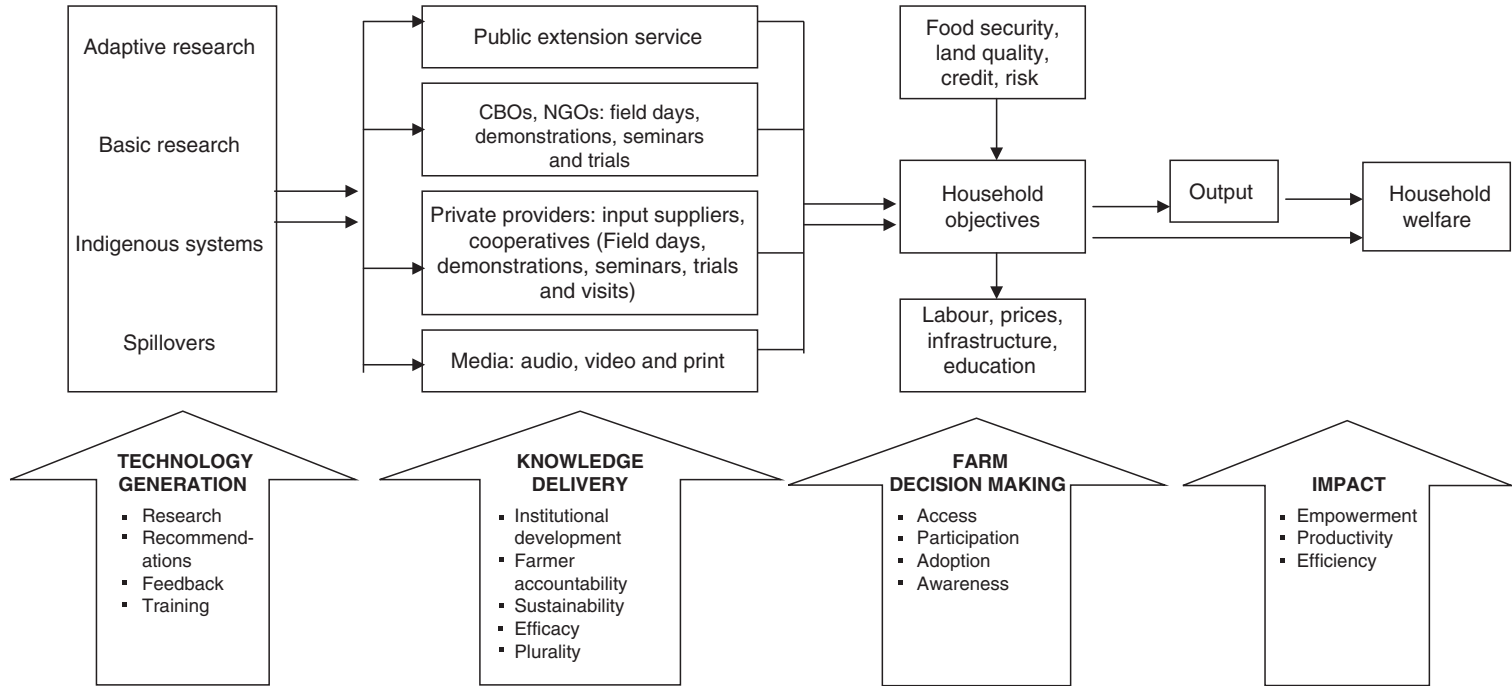 Adaptive research
Basic research
Indigenous systems
Spillovers
Public extension service
CBOs, NGOs: field days,
demonstrations, seminars
and trials
Private providers: input suppliers,
cooperatives (Field days,
demonstrations, seminars, trials
and visits)
Media: audio, video and print
Food security,
land quality,
credit, risk
Household
objectives
Labour, prices,
infrastructure,
education
Output
Household
welfare
TECHNOLOGY
GENERATION
▪ Research
▪ Recommend-
ations
▪ Feedback
▪ Training
KNOWLEDGE
DELIVERY
▪ Institutional
development
▪ Farmer
accountability
▪ Sustainability
▪ Efficacy
▪ Plurality
FARM
DECISION MAKING
▪ Access
▪ Participation
▪ Adoption
▪ Awareness
IMPACT
▪ Empowerment
▪ Productivity
▪ Efficiency